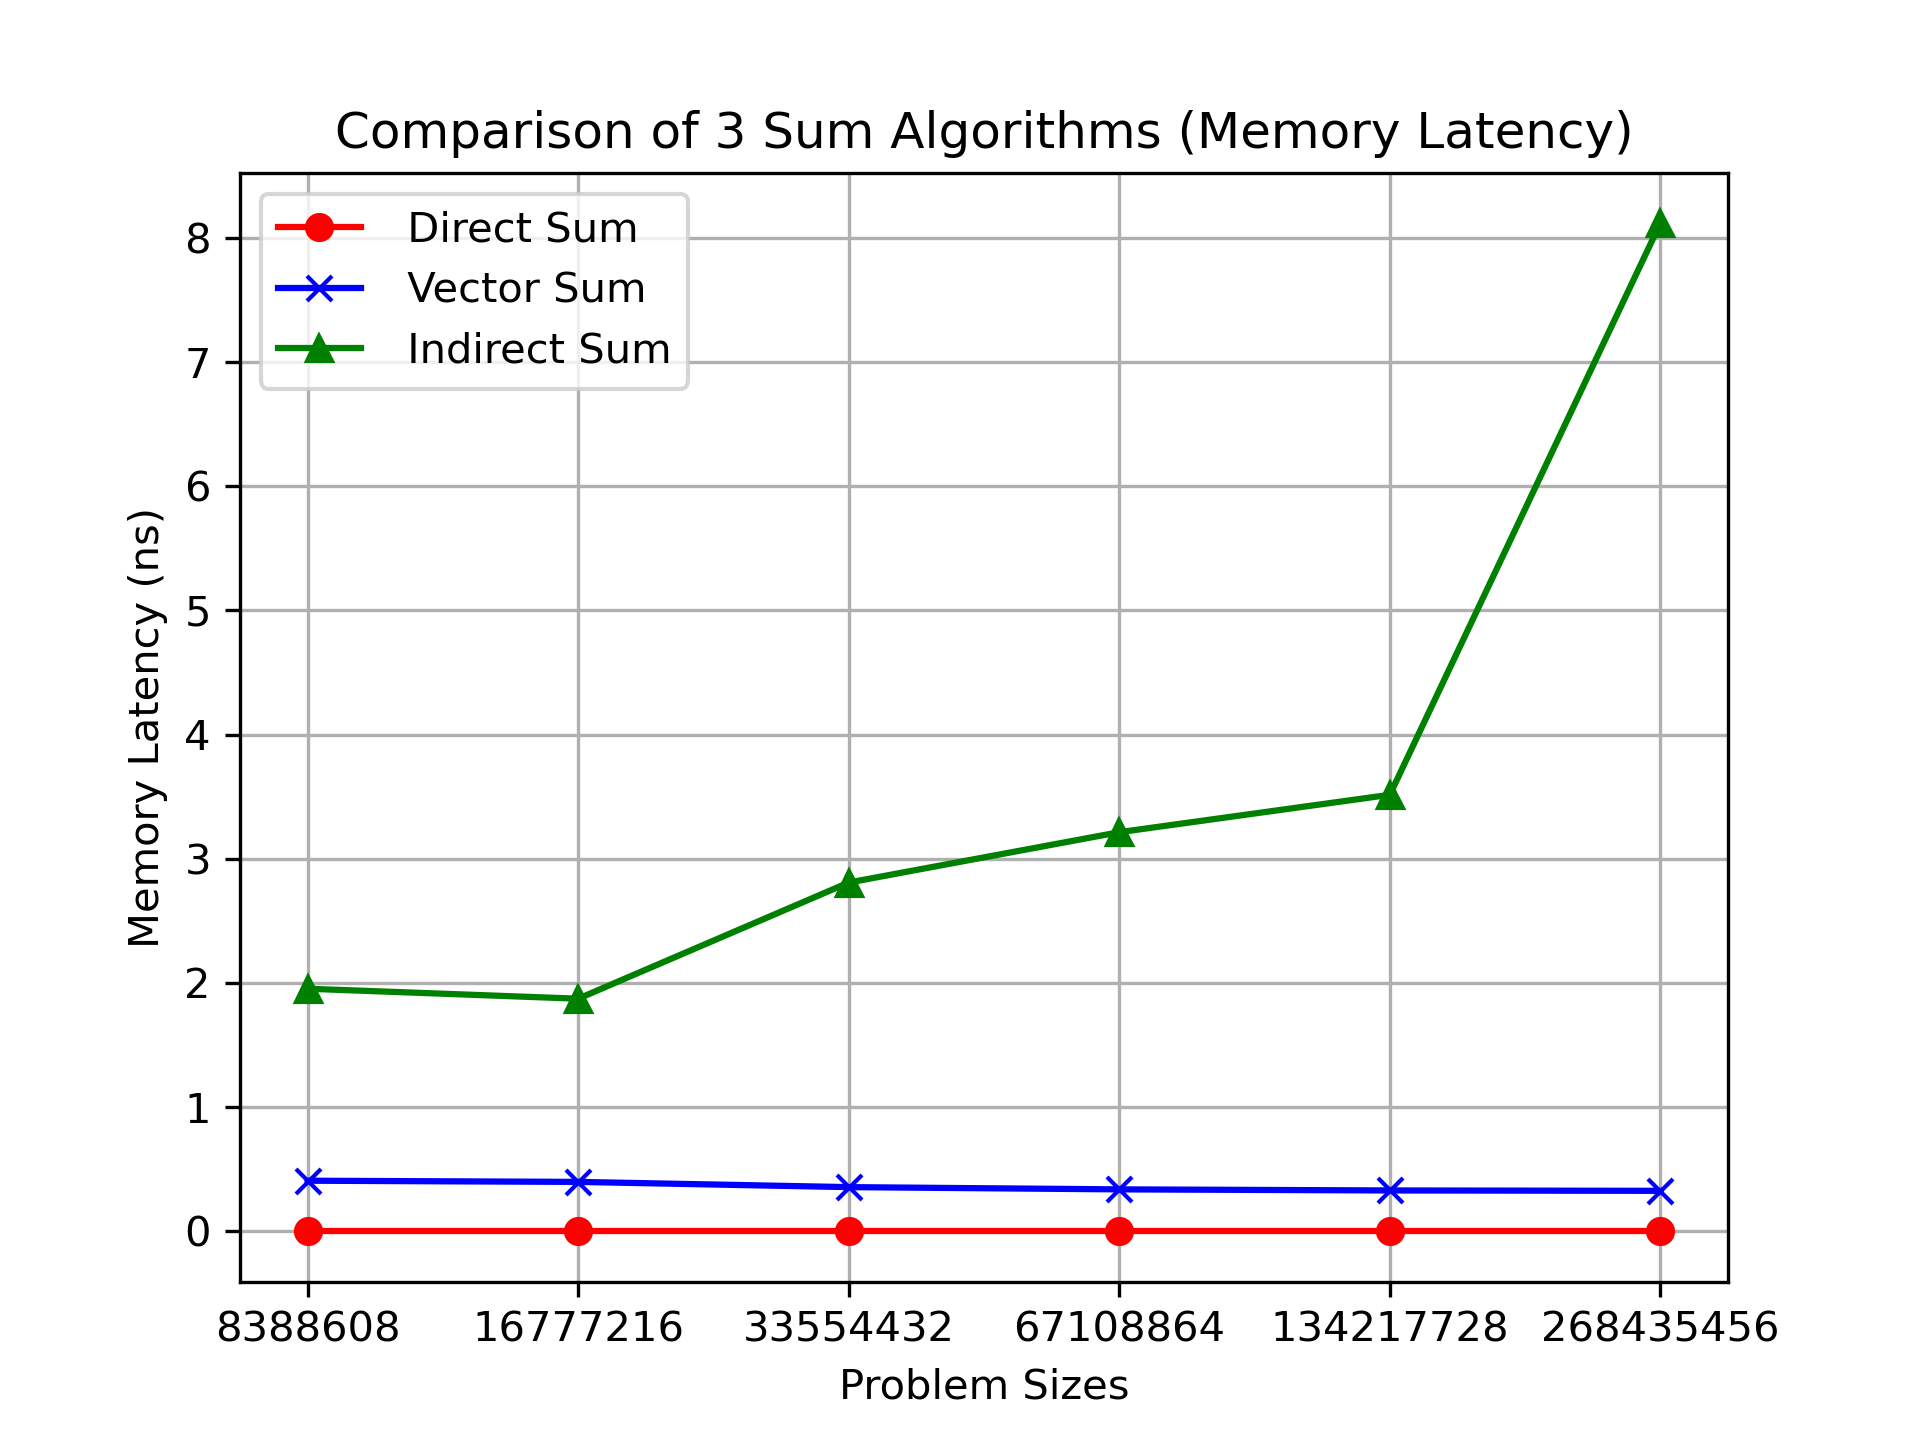 Comparison of 3 Sum Algorithms (Memory Latency)
Direct Sum
Vector Sum
Indirect Sum
Memory Latency (ns)
8
7
6
5
4
3
2
1
0
8388608 16777216 33554432 67108864 134217728 268435456
Problem Sizes